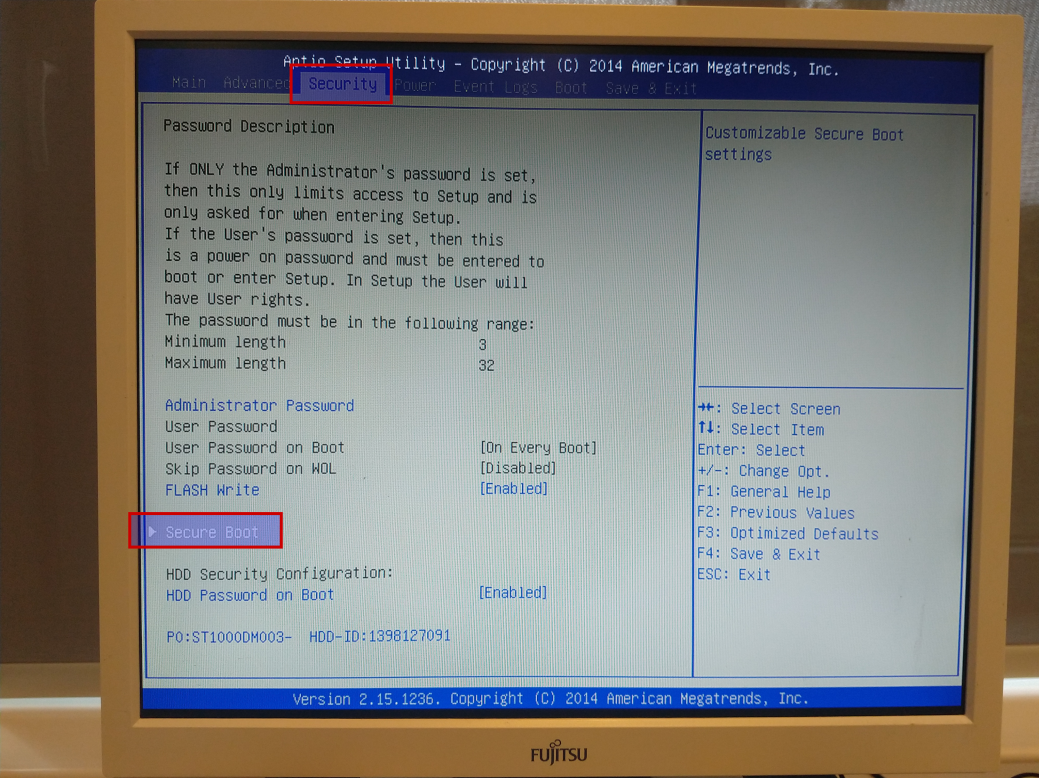 Aptio Setup Utility – Copyright (C) 2014 American Megatrends, Inc.
Main Advanced Security Power Event Logs Boot Save & Exit
Password Description
If ONLY the Administrator's password is set,
then this only limits access to Setup and is
only asked for when entering Setup.
If the User's password is set, then this
is a power on password and must be entered to
boot or enter Setup. In Setup the User will
have User rights.
The password must be in the following range:
Minimum length 3
Maximum length 32
Administrator Password
User Password
User Password on Boot [On Every Boot]
Skip Password on WOL [Disabled]
FLASH Write [Enabled]
▶ Secure Boot
HDD Security Configuration:
HDD Password on Boot [Enabled]
P0:ST1000DM003- HDD-ID:1398127091
Customizable Secure Boot
settings
→←: Select Screen
↑↓: Select Item
Enter: Select
+/-: Change Opt.
F1: General Help
F2: Previous Values
F3: Optimized Defaults
F4: Save & Exit
ESC: Exit
Version 2.15.1236. Copyright (C) 2014 American Megatrends, Inc.
FUJITSU